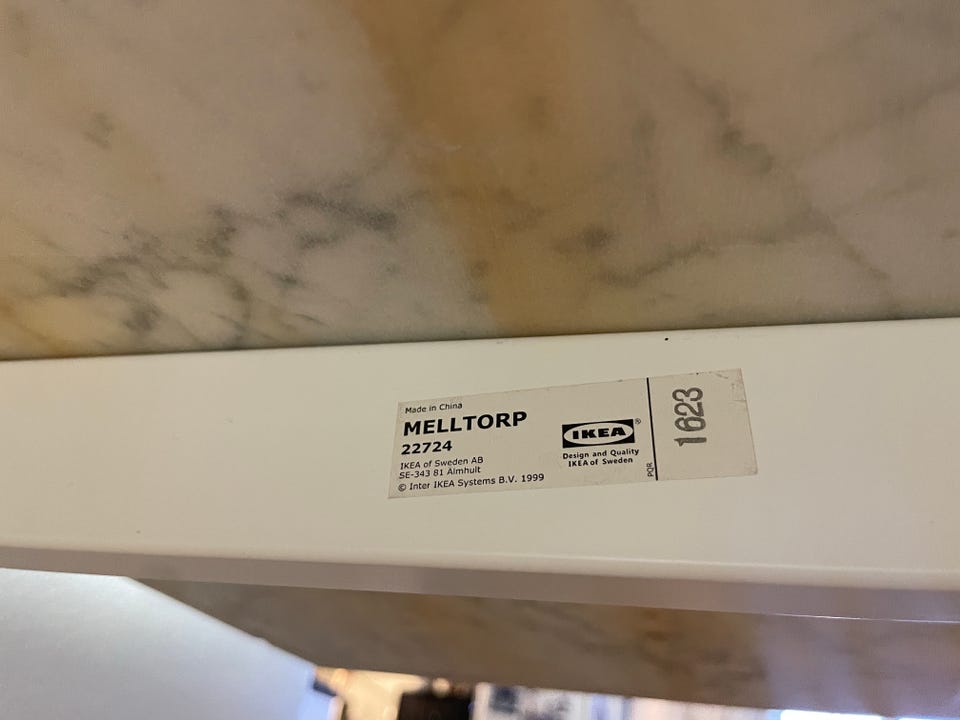 Made in China
MELLTORP
22724
IKEA of Sweden AB
SE-343 81 Älmhult
© Inter IKEA Systems B.V. 1999
IKEA®
Design and Quality
IKEA of Sweden
PQR
1623